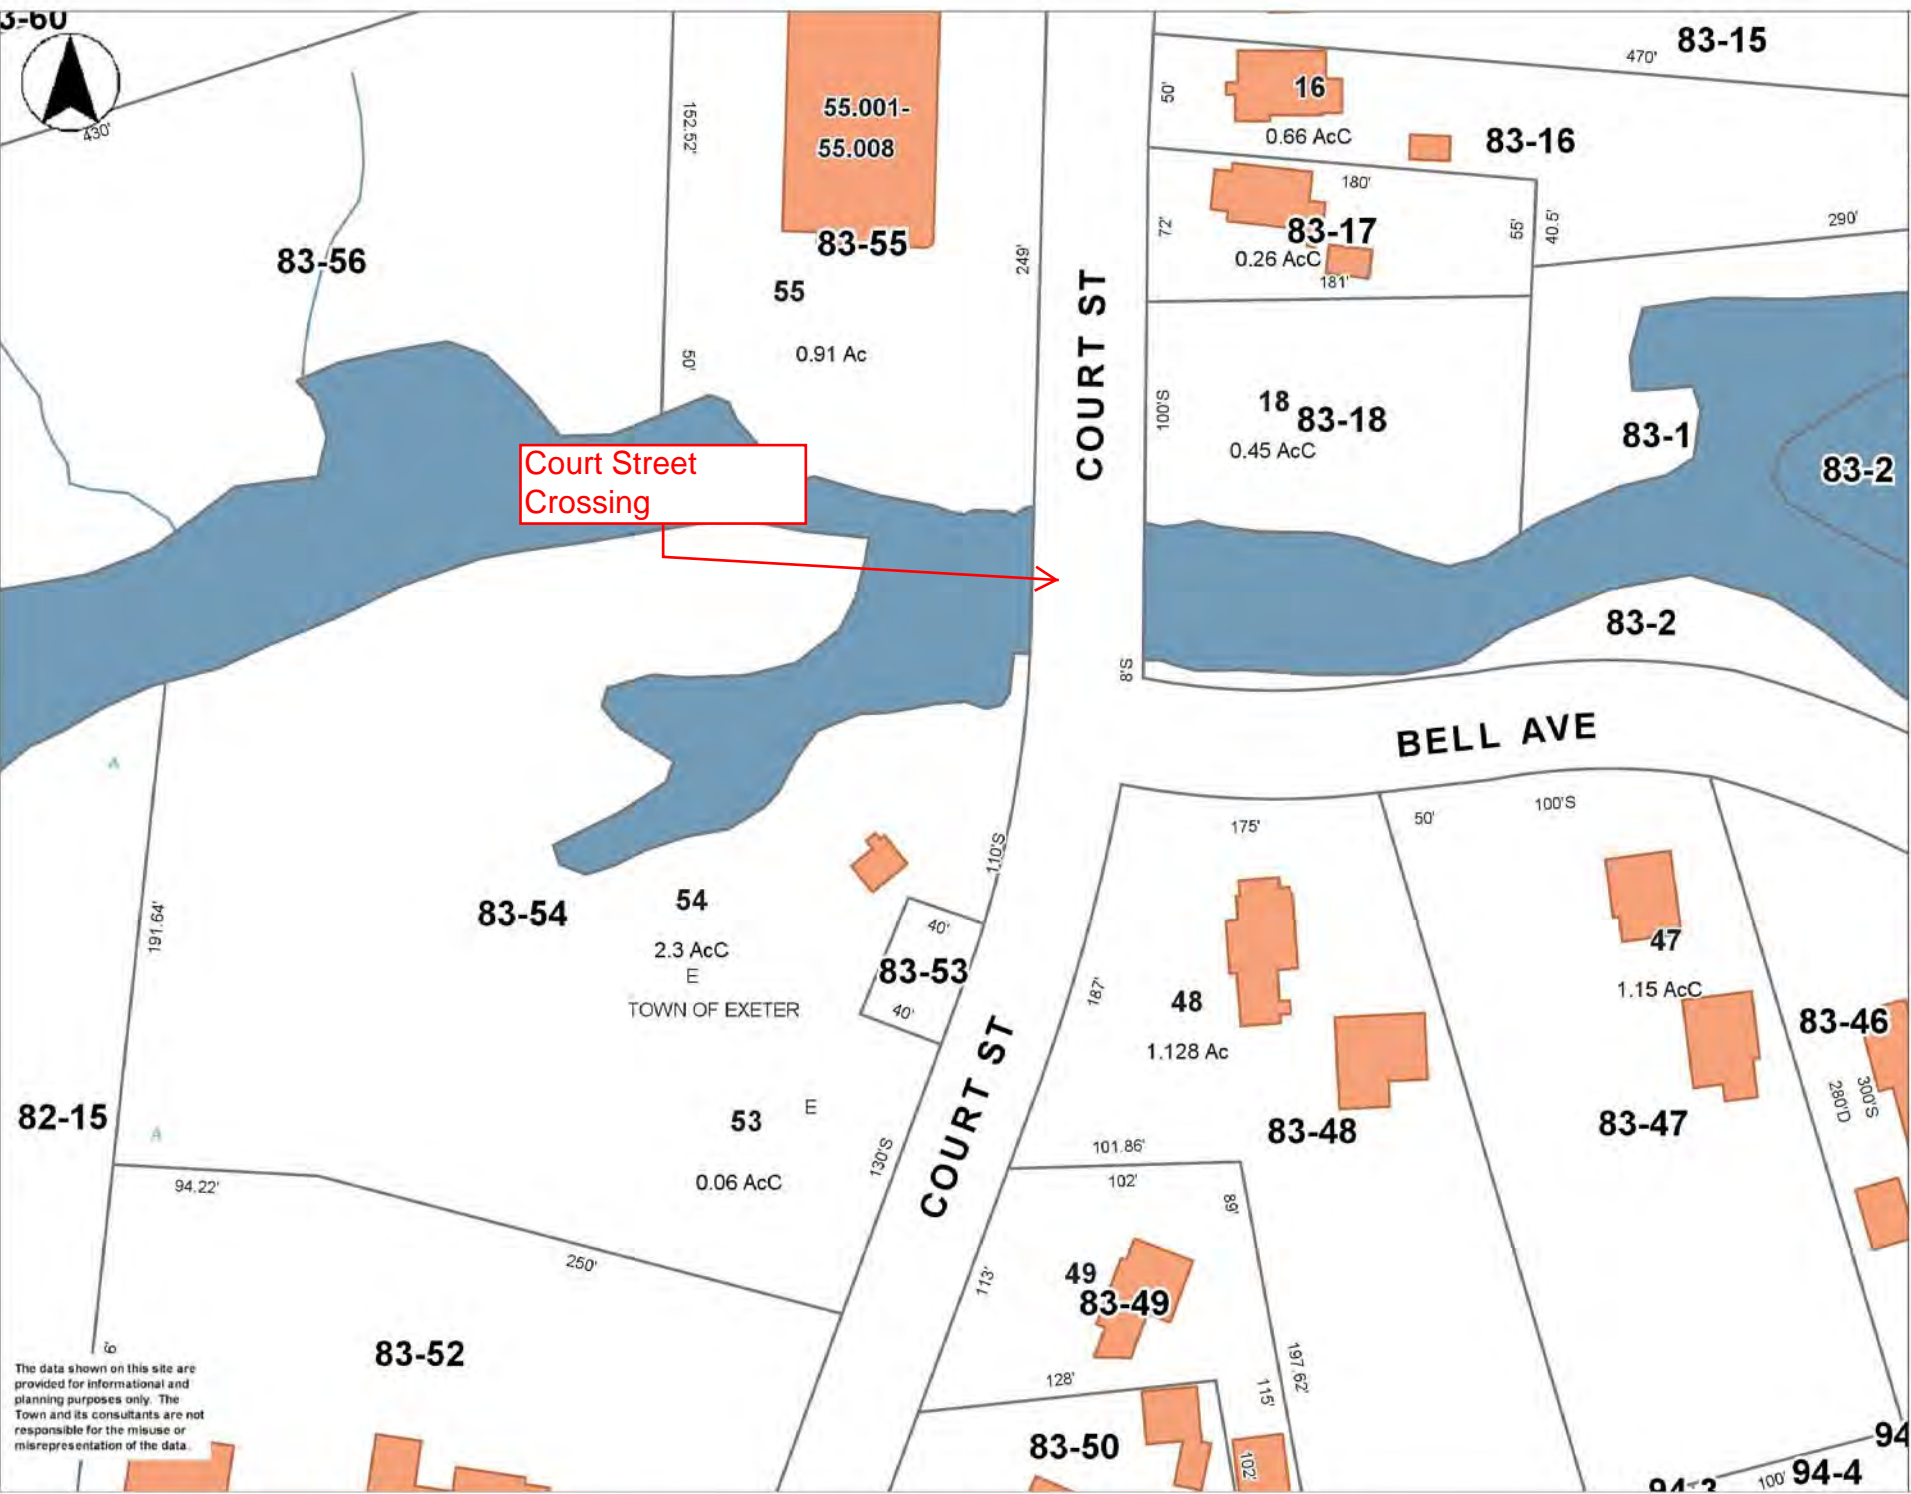 3-60
430'
152.52'
55.001-
55.008
83-55
55
0.91 Ac
50'
249'
83-56
COURT ST
50'
16
0.66 AcC
83-15
470'
83-16
180'
72'
83-17
0.26 AcC
181'
55'
40.5'
290'
100'S
18
83-18
0.45 AcC
83-1
83-2
Court Street
Crossing
83-2
8'S
BELL AVE
A
191.64'
83-54
54
2.3 AcC
E
TOWN OF EXETER
110'S
40'
83-53
40'
175'
50'
100'S
187'
48
1.128 Ac
47
1.15 AcC
83-46
300'S
280'D
83-48
83-47
82-15
A
53
E
0.06 AcC
130'S
COURT ST
94.22'
250'
101.86'
102'
89'
113'
49
83-49
197.62'
115'
128'
83-50
102'
83-52
6'
The data shown on this site are
provided for informational and
planning purposes only. The
Town and its consultants are not
responsible for the misuse or
misrepresentation of the data.
94
94-3
100'
94-4